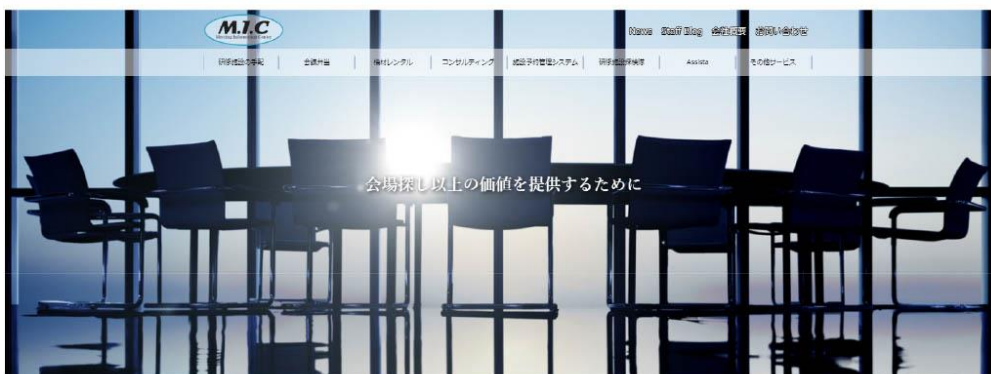 M.I.C
News Staff Blog 会社概要 お問い合わせ
研修施設の手配 会議弁当 機材レンタル コンサルティング 施設予約管理システム 研修施設探検隊 Assista その他サービス
会場探し以上の価値を提供するために